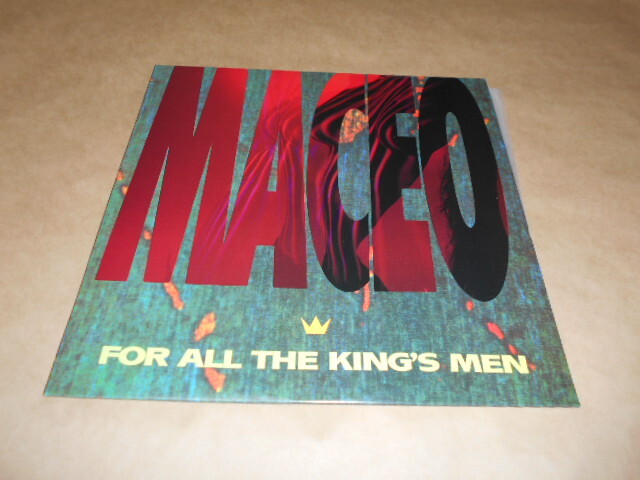 MACEO
FOR ALL THE KING'S MEN